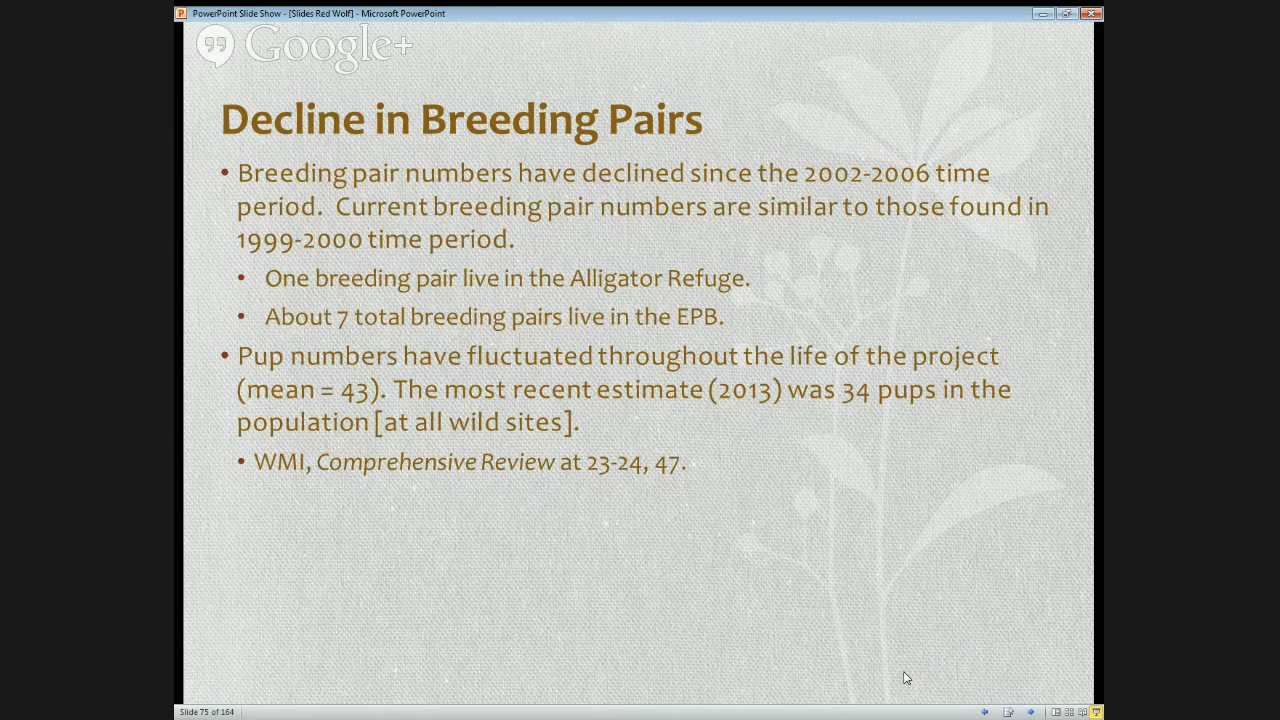 PowerPoint Slide Show - [Slides Red Wolf] - Microsoft PowerPoint
Google+
Decline in Breeding Pairs
• Breeding pair numbers have declined since the 2002-2006 time
period. Current breeding pair numbers are similar to those found in
1999-2000 time period.
• One breeding pair live in the Alligator Refuge.
• About 7 total breeding pairs live in the EPB.
• Pup numbers have fluctuated throughout the life of the project
(mean = 43). The most recent estimate (2013) was 34 pups in the
population [at all wild sites].
• WMI, Comprehensive Review at 23-24, 47.
Slide 75 of 164